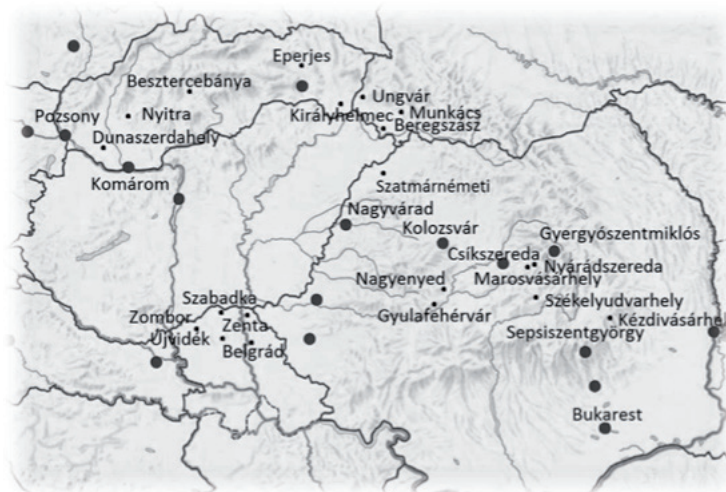 Eperjes
Besztercebánya
Ungvár
Pozsony
Nyitra
Királyhelmec
Munkács
Beregszász
Dunaszerdahely
Komárom
Szatmárnémeti
Nagyvárad
Kolozsvár
Gyergyószentmiklós
Csíkszereda
Nyárádszereda
Marosvásárhely
Nagyenyed
Székelyudvarhely
Szabadka
Gyulafehérvár
Zombor
Zenta
Kézdivásárhel
Újvidék
Belgrád
Sepsiszentgyörgy
Bukarest